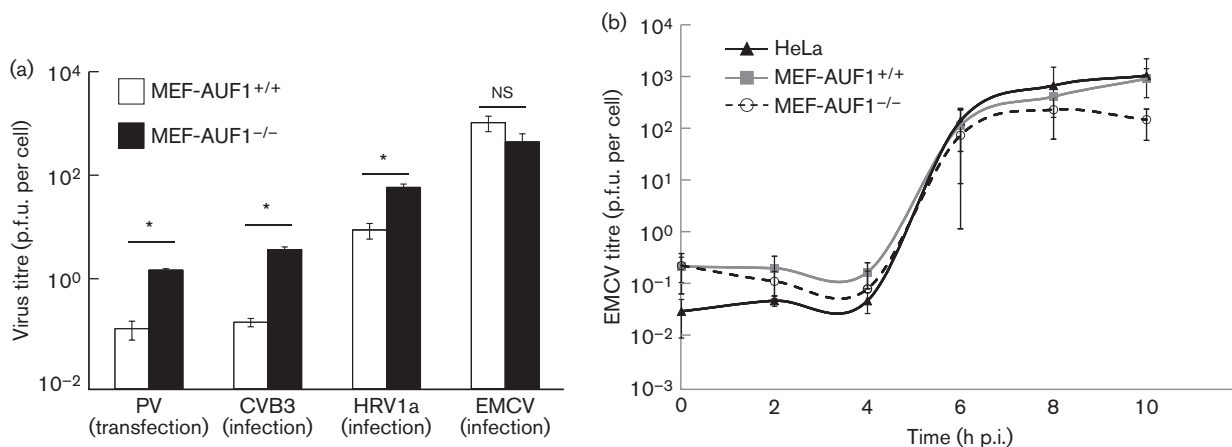 (a)
Virus titre (p.f.u. per cell)
10⁴
10²
10⁰
10⁻²
MEF-AUF1⁺/⁺
MEF-AUF1⁻/⁻
*
*
*
NS
PV
(transfection)
CVB3
(infection)
HRV1a
(infection)
EMCV
(infection)
(b)
EMCV titre (p.f.u. per cell)
10⁴
10³
10²
10¹
10⁰
10⁻¹
10⁻²
10⁻³
HeLa
MEF-AUF1⁺/⁺
MEF-AUF1⁻/⁻
0
2
4
6
8
10
Time (h p.i.)